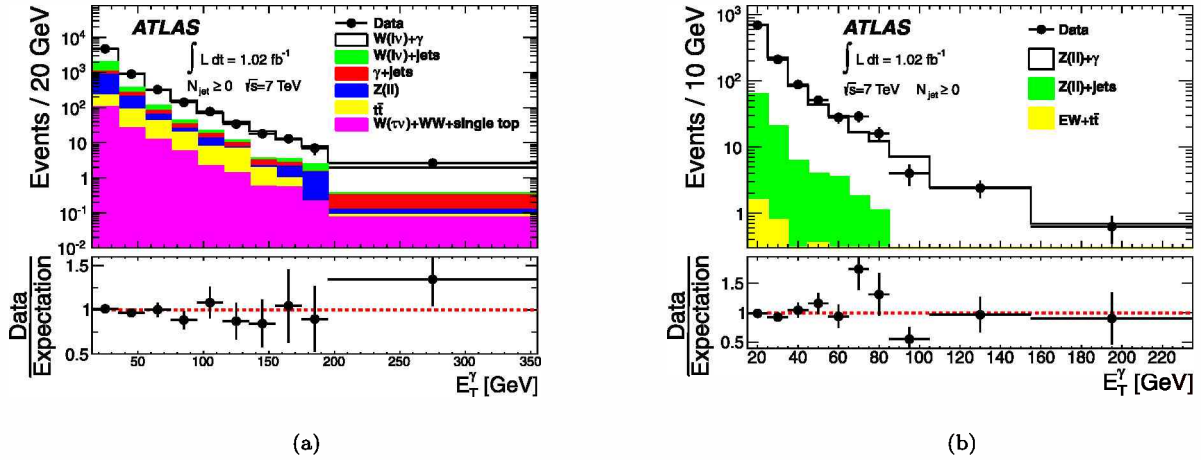 Events / 20 GeV
10⁴
10³
10²
10
1
10⁻¹
10⁻²
ATLAS
∫ L dt = 1.02 fb⁻¹
N_jet ≥ 0 √s=7 TeV
Data
W(lν)+γ
W(lν)+jets
γ+jets
Z(ll)
tt̄
W(τν)+WW+single top
Data
Expectation
1.5
1
0.5
50 100 150 200 250 300 350
E_T^γ [GeV]
(a)
Events / 10 GeV
10³
10²
10
1
ATLAS
∫ L dt = 1.02 fb⁻¹
√s=7 TeV N_jet ≥ 0
Data
Z(ll)+γ
Z(ll)+jets
EW+tt̄
Data
Expectation
1.5
1
0.5
20 40 60 80 100 120 140 160 180 200 220
E_T^γ [GeV]
(b)